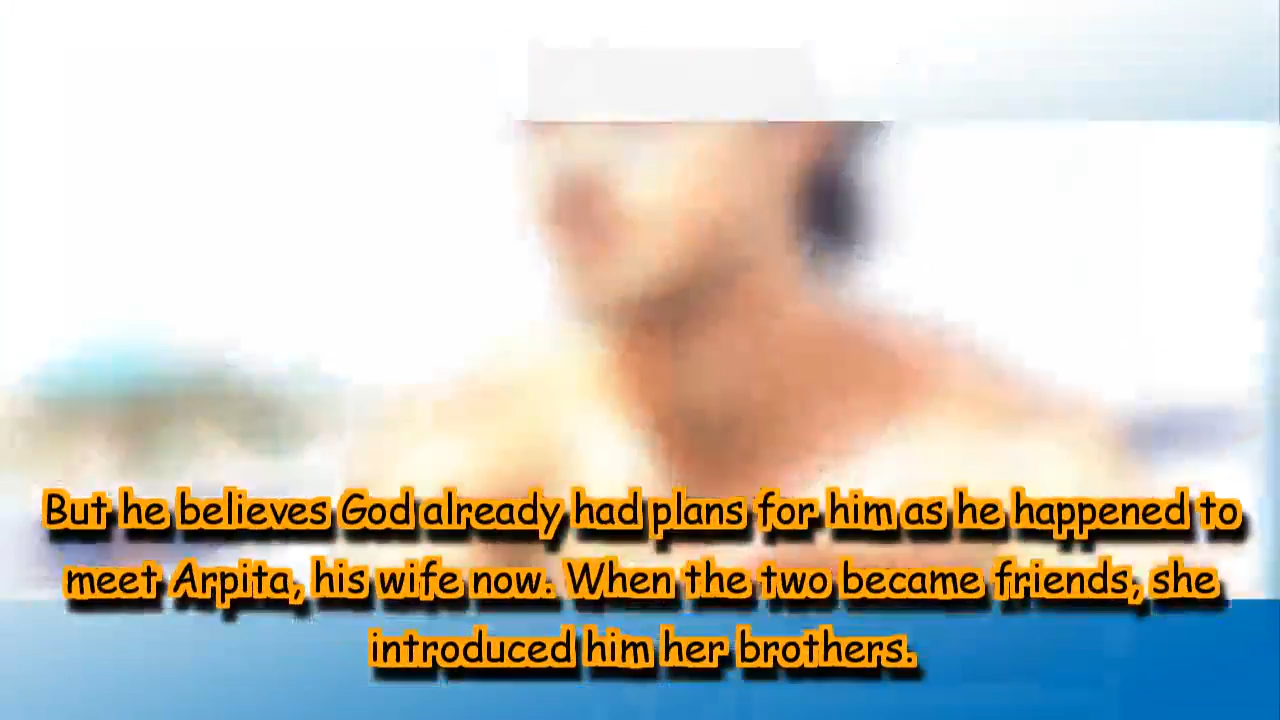 But he believes God already had plans for him as he happened to
meet Arpita, his wife now. When the two became friends, she
introduced him her brothers.